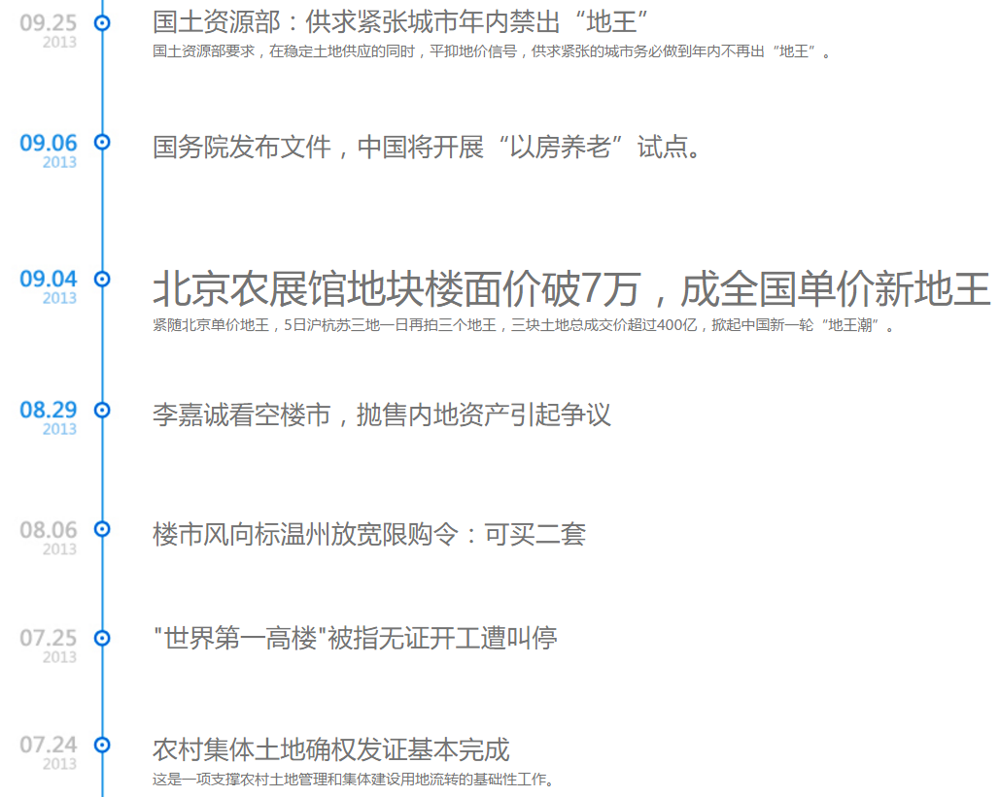 09.25
2013
国土资源部：供求紧张城市年内禁出“地王”
国土资源部要求，在稳定土地供应的同时，平抑地价信号，供求紧张的城市务必做到年内不再出“地王”。
09.06
2013
国务院发布文件，中国将开展“以房养老”试点。
09.04
2013
北京农展馆地块楼面价破7万，成全国单价新地王
紧随北京单价地王，5日沪杭苏三地一日再拍三个地王，三块土地总成交价超过400亿，掀起中国新一轮“地王潮”。
08.29
2013
李嘉诚看空楼市，抛售内地资产引起争议
08.06
2013
楼市风向标温州放宽限购令：可买二套
07.25
2013
"世界第一高楼"被指无证开工遭叫停
07.24
2013
农村集体土地确权发证基本完成
这是一项支撑农村土地管理和集体建设用地流转的基础性工作。